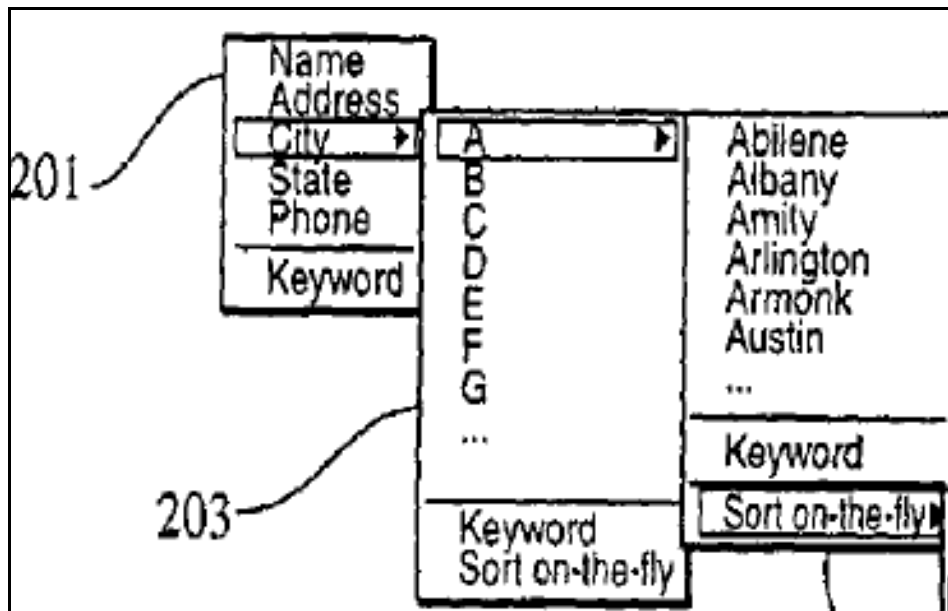 Name
Address
City
State
Phone
Keyword
201
A
B
C
D
E
F
G
...
Keyword
Sort on-the-fly
203
Abilene
Albany
Amity
Arlington
Armonk
Austin
...
Keyword
Sort on-the-fly